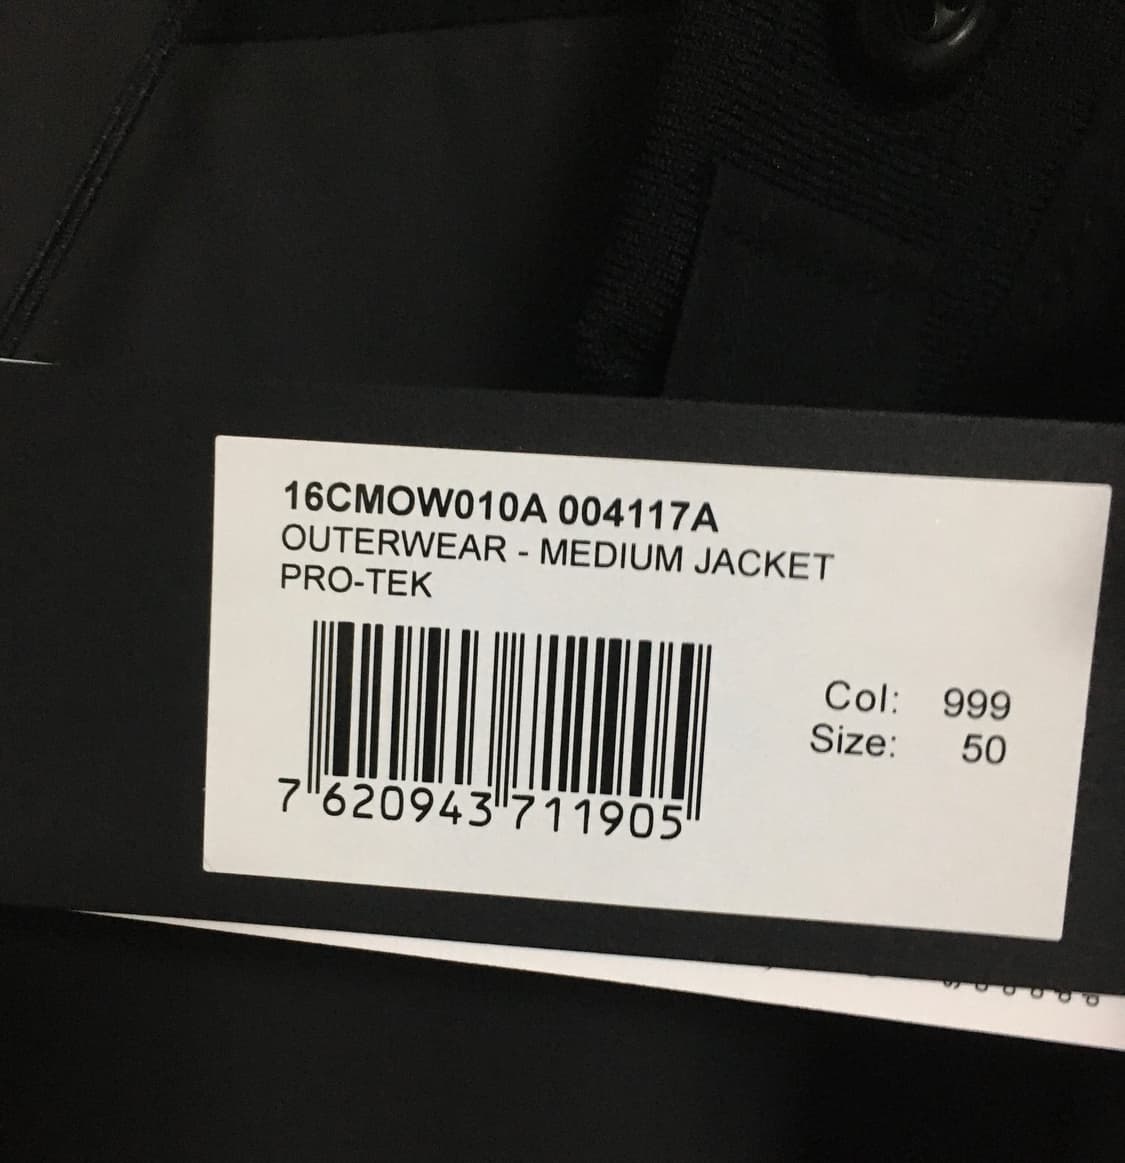 16CMOW010A 004117A
OUTERWEAR - MEDIUM JACKET
PRO-TEK
Col: 999
Size: 50
7"620943"711905"